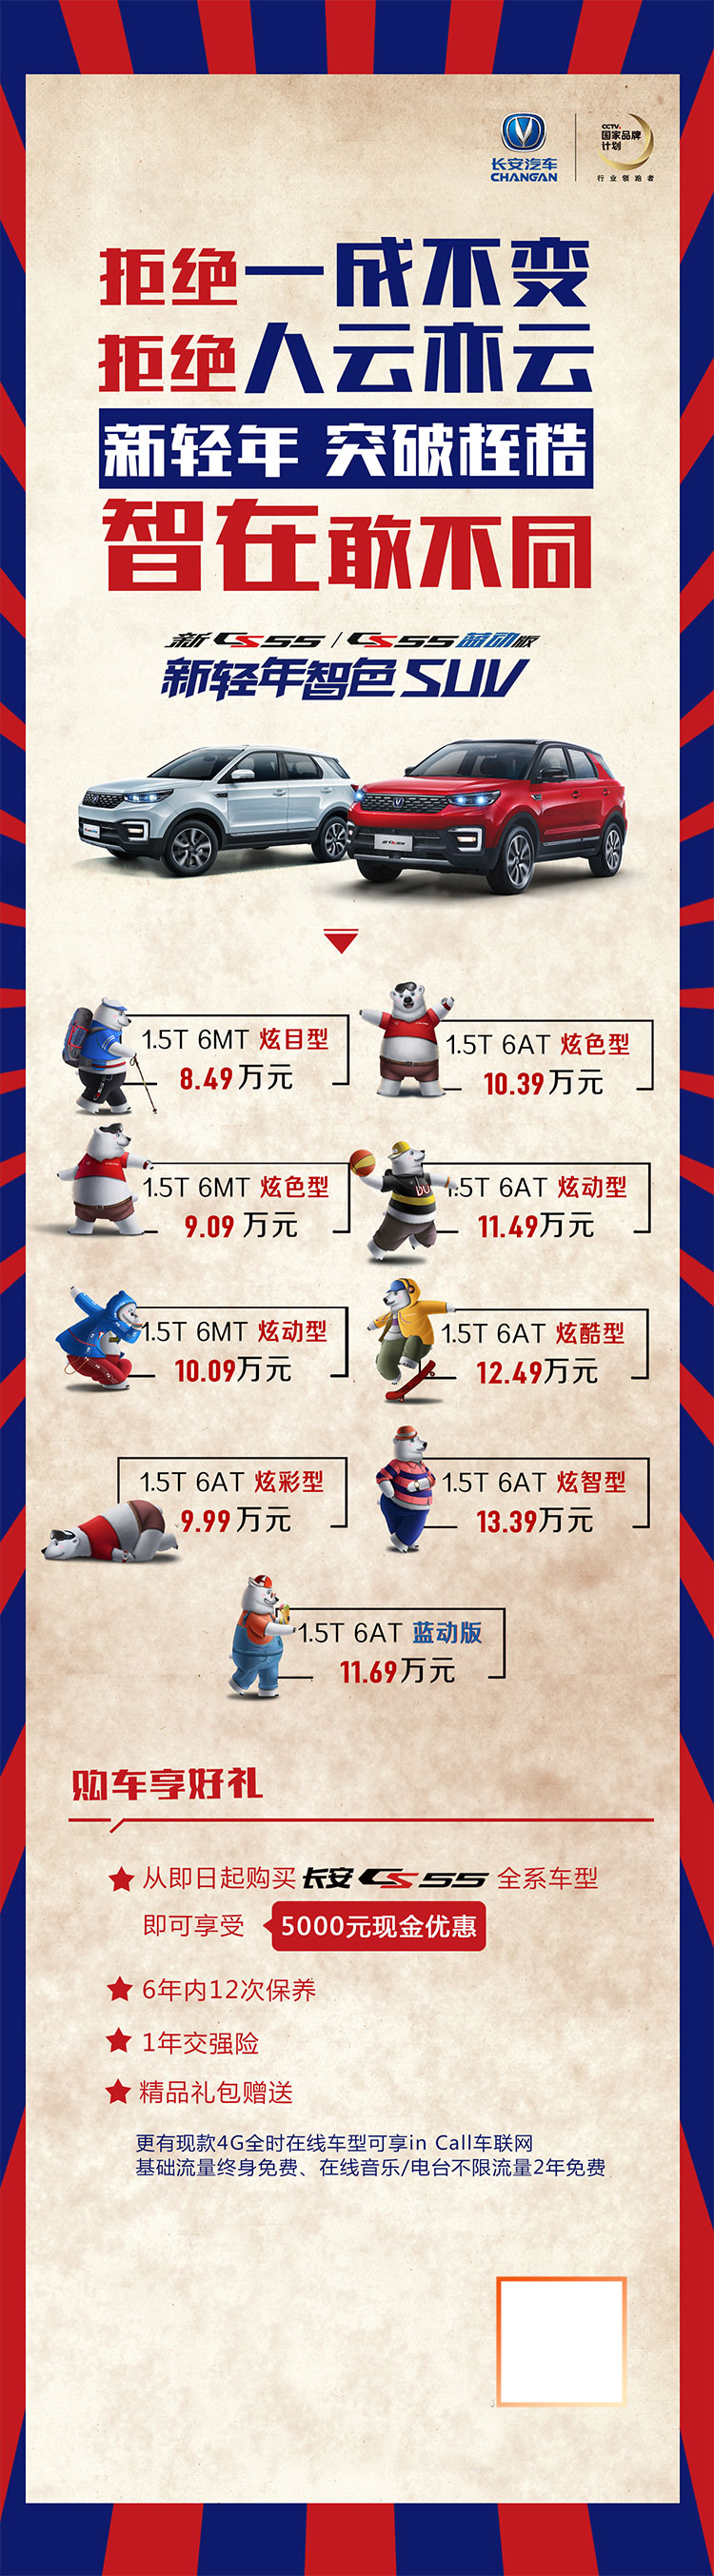 长安汽车
CHANGAN
CCTV.
国家品牌
计划
行业领跑者
拒绝一成不变
拒绝人云亦云
新轻年 突破桎梏
智在敢不同
新CS55 / CS55蓝动版
新轻年智色SUV
1.5T 6MT 炫目型
8.49万元
1.5T 6AT 炫色型
10.39万元
1.5T 6MT 炫色型
9.09万元
1.5T 6AT 炫动型
11.49万元
1.5T 6MT 炫动型
10.09万元
1.5T 6AT 炫酷型
12.49万元
1.5T 6AT 炫彩型
9.99万元
1.5T 6AT 炫智型
13.39万元
1.5T 6AT 蓝动版
11.69万元
购车享好礼
从即日起购买 长安CS55 全系车型
即可享受 5000元现金优惠
6年内12次保养
1年交强险
精品礼包赠送
更有现款4G全时在线车型可享in Call车联网
基础流量终身免费、在线音乐/电台不限流量2年免费